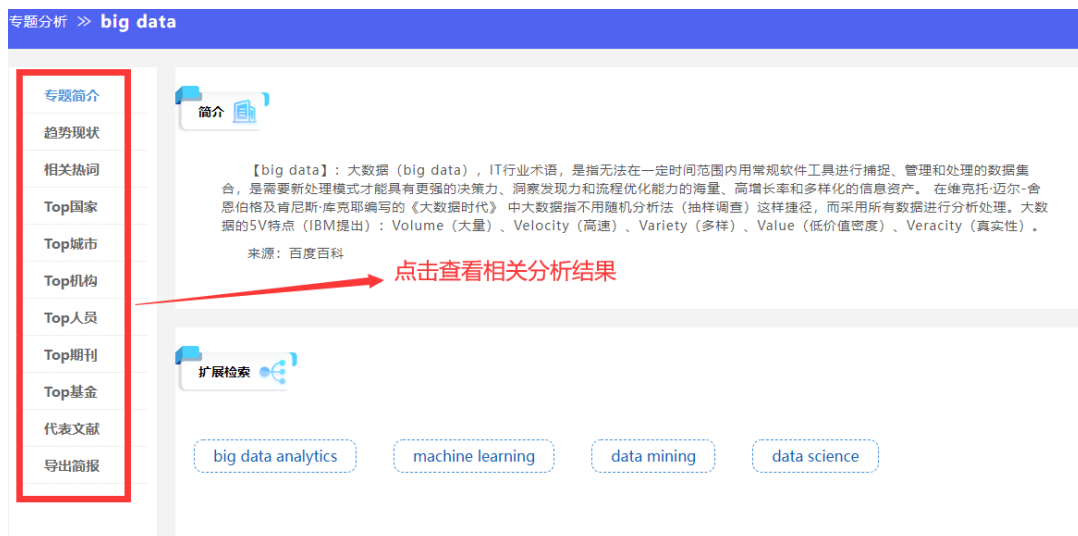 专题分析 >> big data
专题简介
趋势现状
相关热词
Top国家
Top城市
Top机构
Top人员
Top期刊
Top基金
代表文献
导出简报
简介
【big data】：大数据（big data），IT行业术语，是指无法在一定时间范围内用常规软件工具进行捕捉、管理和处理的数据集
合，是需要新处理模式才能具有更强的决策力、洞察发现力和流程优化能力的海量、高增长率和多样化的信息资产。 在维克托·迈尔-舍
恩伯格及肯尼斯·库克耶编写的《大数据时代》 中大数据指不用随机分析法（抽样调查）这样捷径，而采用所有数据进行分析处理。大数
据的5V特点（IBM提出）：Volume（大量）、Velocity（高速）、Variety（多样）、Value（低价值密度）、Veracity（真实性）。
来源：百度百科
点击查看相关分析结果
扩展检索
big data analytics
machine learning
data mining
data science